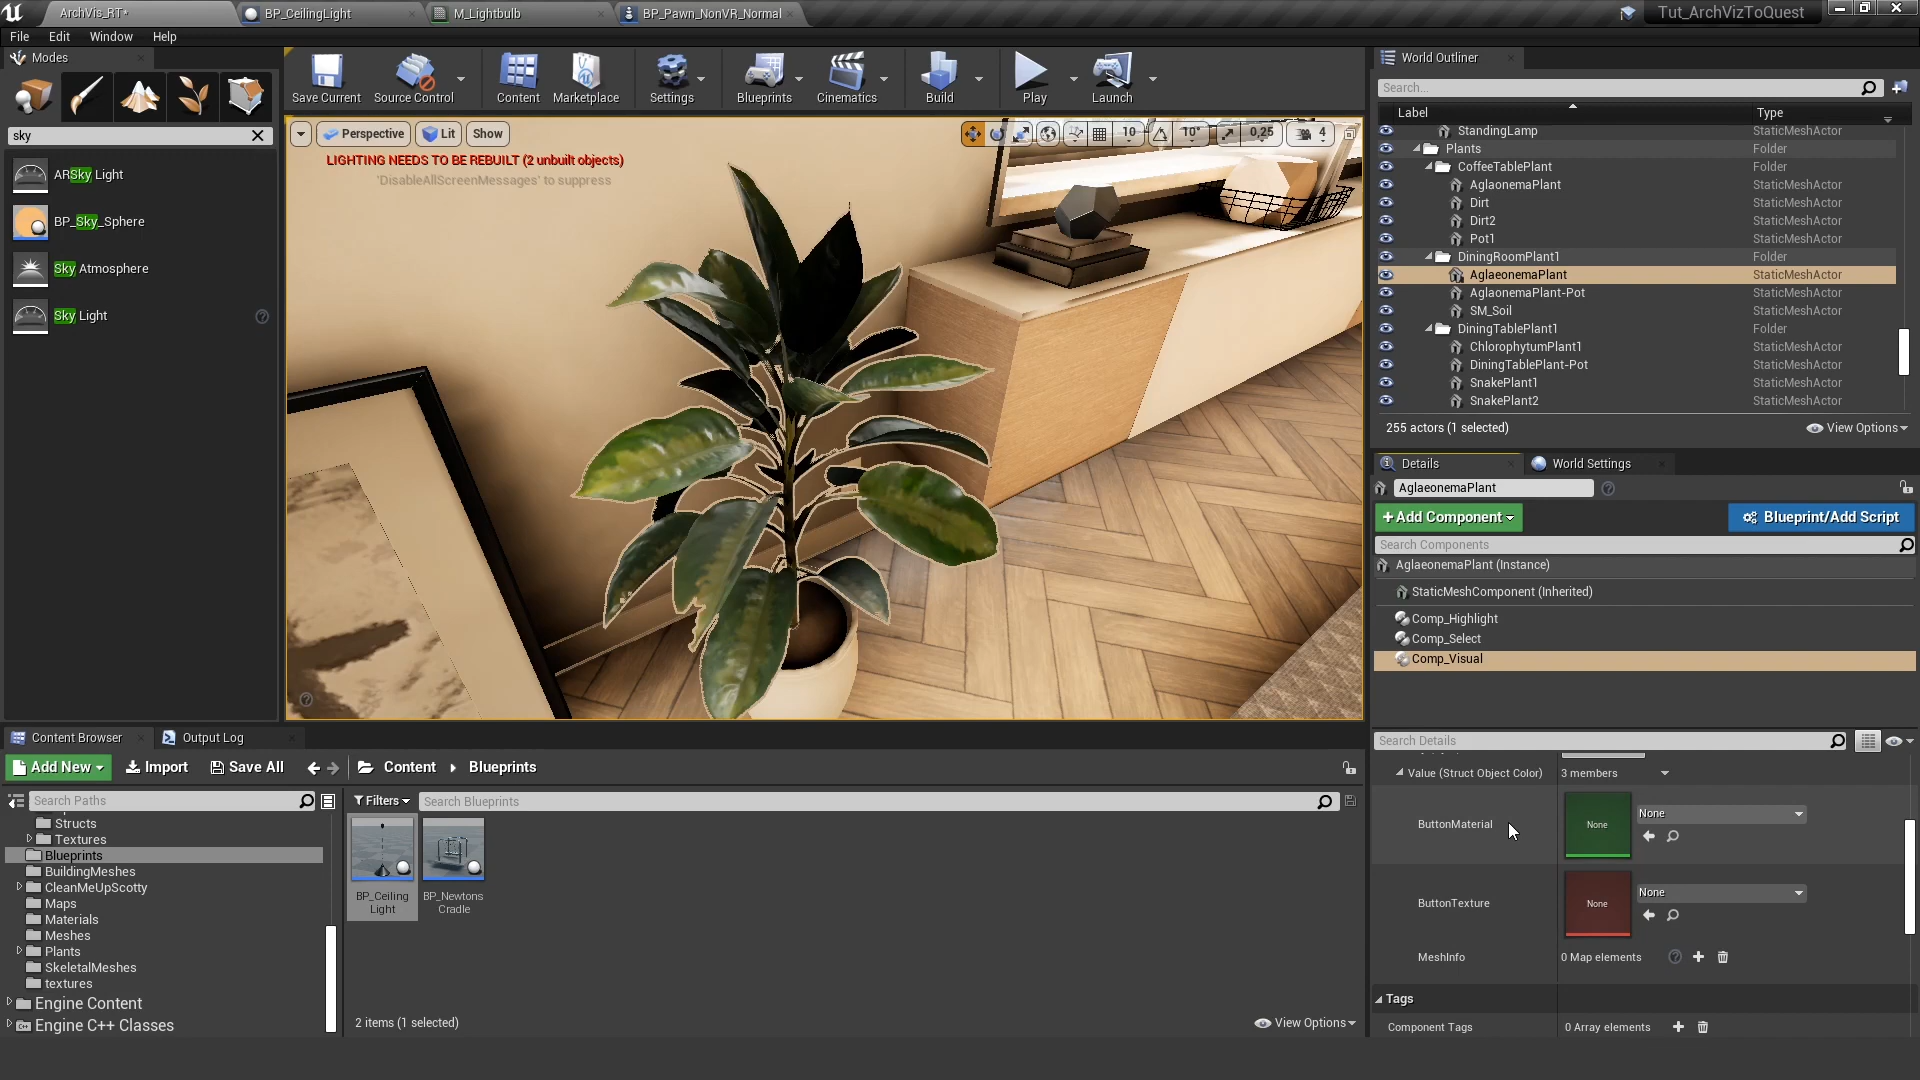 ArchVis_RT*
BP_CeilingLight
M_Lightbulb
BP_Pawn_NonVR_Normal
Tut_ArchVizToQuest
File Edit Window Help
Modes
sky
ARSky Light
BP_Sky_Sphere
Sky Atmosphere
Sky Light
Save Current
Source Control
Content
Marketplace
Settings
Blueprints
Cinematics
Build
Play
Launch
Perspective
Lit
Show
10
10°
0,25
4
LIGHTING NEEDS TO BE REBUILT (2 unbuilt objects)
'DisableAllScreenMessages' to suppress
World Outliner
Search...
Label Type
StandingLamp StaticMeshActor
Plants Folder
CoffeeTablePlant Folder
AglaonemaPlant StaticMeshActor
Dirt StaticMeshActor
Dirt2 StaticMeshActor
Pot1 StaticMeshActor
DiningRoomPlant1 Folder
AglaeonemaPlant StaticMeshActor
AglaonemaPlant-Pot StaticMeshActor
SM_Soil StaticMeshActor
DiningTablePlant1 Folder
ChlorophytumPlant1 StaticMeshActor
DiningTablePlant-Pot StaticMeshActor
SnakePlant1 StaticMeshActor
SnakePlant2 StaticMeshActor
255 actors (1 selected)
View Options
Details
World Settings
AglaeonemaPlant
+Add Component
Blueprint/Add Script
Search Components
AglaeonemaPlant (Instance)
StaticMeshComponent (Inherited)
Comp_Highlight
Comp_Select
Comp_Visual
Search Details
Value (Struct Object Color) 3 members
ButtonMaterial None None
ButtonTexture None None
MeshInfo 0 Map elements
Tags
Component Tags 0 Array elements
Content Browser
Output Log
Add New
Import
Save All
Content
Blueprints
Search Paths
Structs
Textures
Blueprints
BuildingMeshes
CleanMeUpScotty
Maps
Materials
Meshes
Plants
SkeletalMeshes
textures
Engine Content
Engine C++ Classes
Filters
Search Blueprints
BP_Ceiling
Light
BP_Newtons
Cradle
2 items (1 selected)
View Options